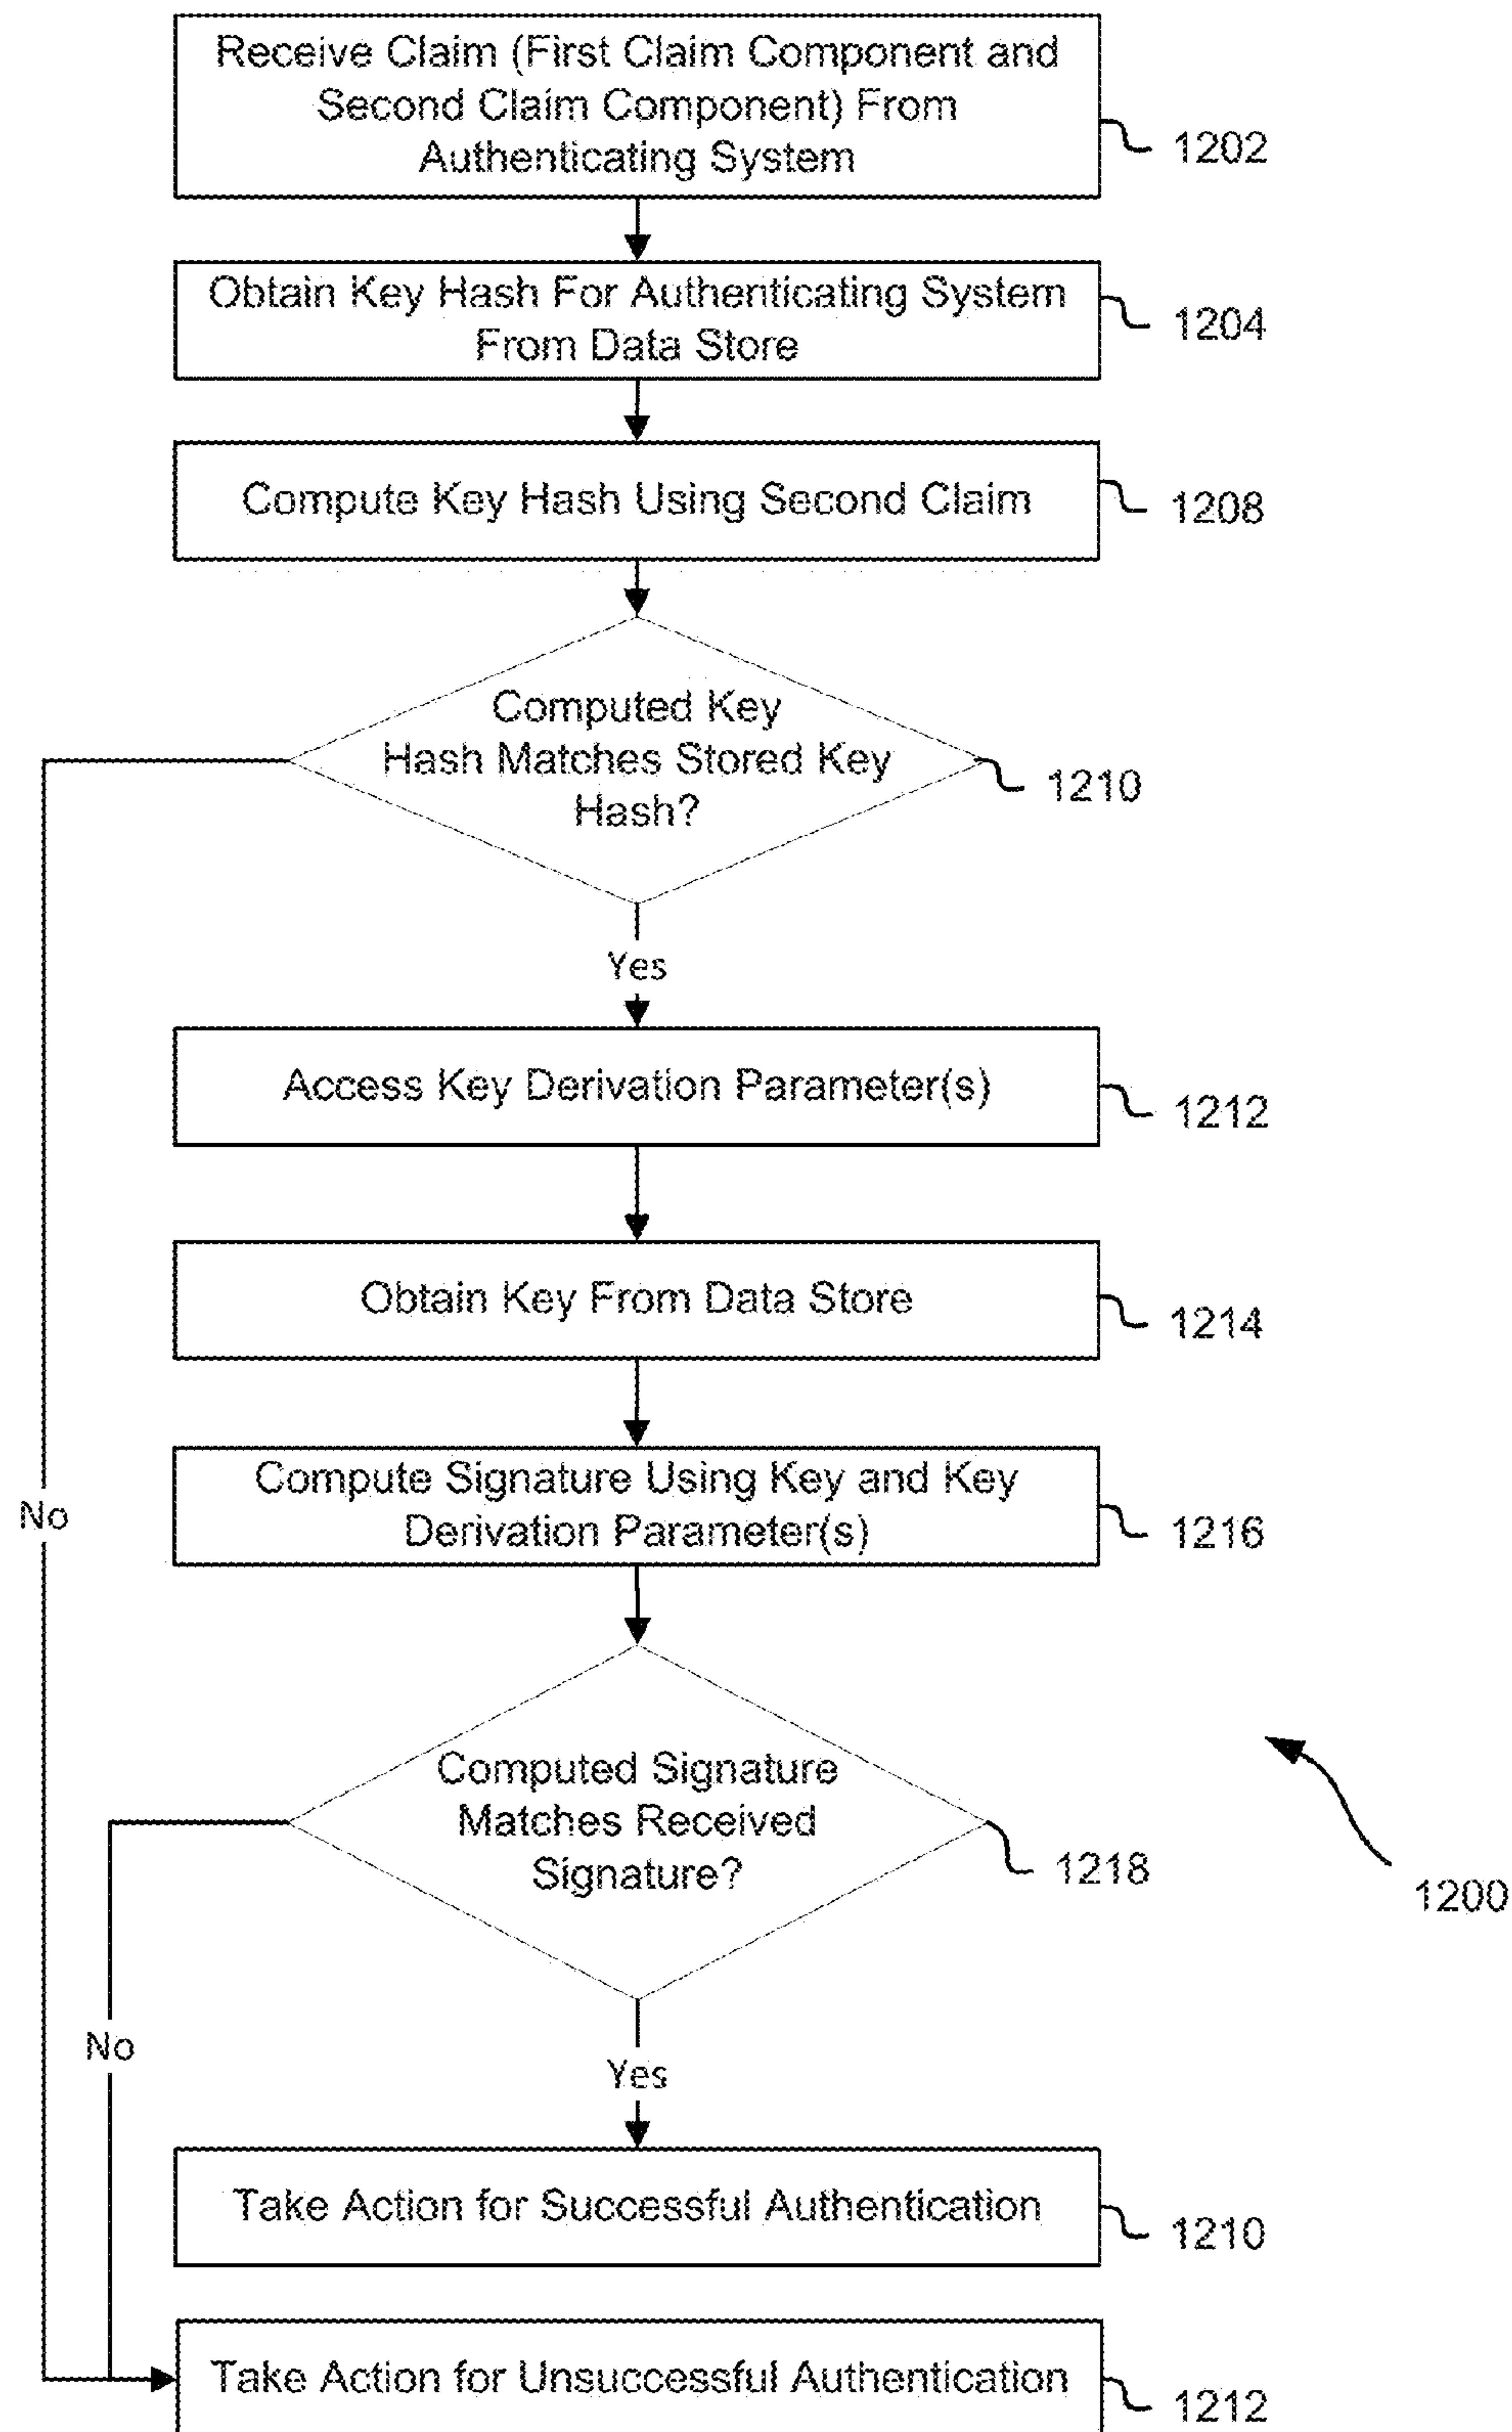 Receive Claim (First Claim Component and
Second Claim Component) From
Authenticating System
1202
Obtain Key Hash For Authenticating System
From Data Store
1204
Compute Key Hash Using Second Claim
1208
Computed Key
Hash Matches Stored Key
Hash?
1210
Yes
Access Key Derivation Parameter(s)
1212
Obtain Key From Data Store
1214
Compute Signature Using Key and Key
Derivation Parameter(s)
1216
No
Computed Signature
Matches Received
Signature?
1218
1200
No
Yes
Take Action for Successful Authentication
1210
Take Action for Unsuccessful Authentication
1212